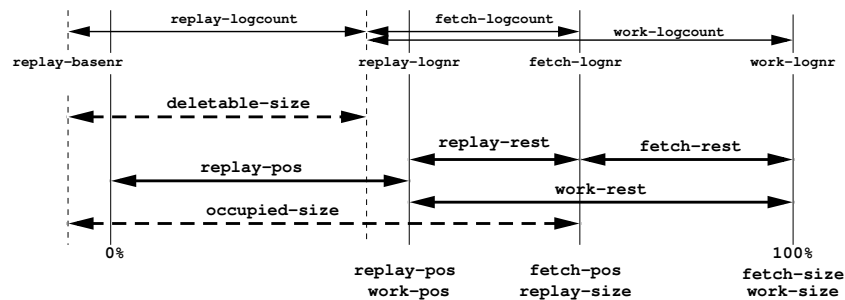 replay-logcount fetch-logcount
work-logcount
replay-basenr replay-lognr fetch-lognr work-lognr
deletable-size
replay-rest fetch-rest
replay-pos
work-rest
occupied-size
0% 100%
replay-pos fetch-pos fetch-size
work-pos replay-size work-size